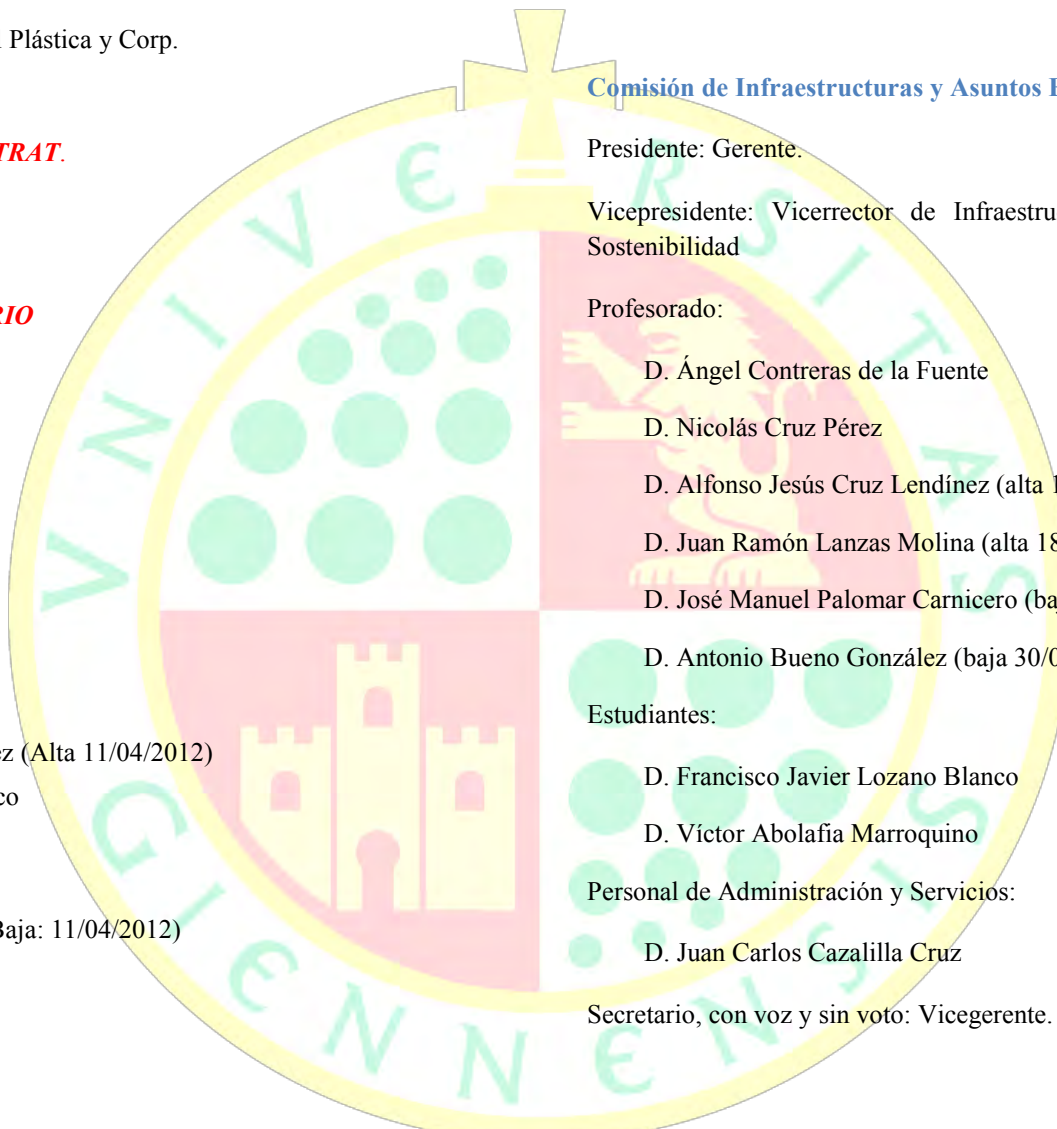 Plástica y Corp.
TRAT.
RIO
ez (Alta 11/04/2012)
co
Baja: 11/04/2012)
Comisión de Infraestructuras y Asuntos E
Presidente: Gerente.
Vicepresidente: Vicerrector de Infraestru
Sostenibilidad
Profesorado:
D. Ángel Contreras de la Fuente
D. Nicolás Cruz Pérez
D. Alfonso Jesús Cruz Lendínez (alta 1
D. Juan Ramón Lanzas Molina (alta 18
D. José Manuel Palomar Carnicero (ba
D. Antonio Bueno González (baja 30/0
Estudiantes:
D. Francisco Javier Lozano Blanco
D. Víctor Abolafia Marroquino
Personal de Administración y Servicios:
D. Juan Carlos Cazalilla Cruz
Secretario, con voz y sin voto: Vicegerente.
VNIVERSITAS
GIENNENSIS